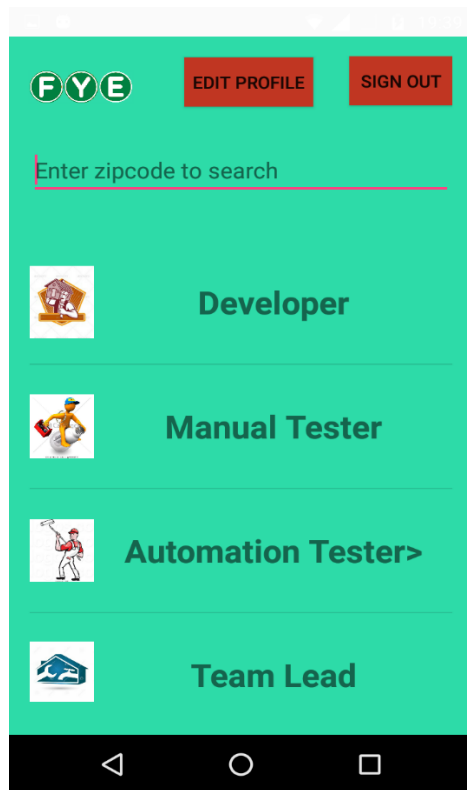 FYE
EDIT PROFILE
SIGN OUT
Enter zipcode to search
Developer
Manual Tester
Automation Tester>
Team Lead